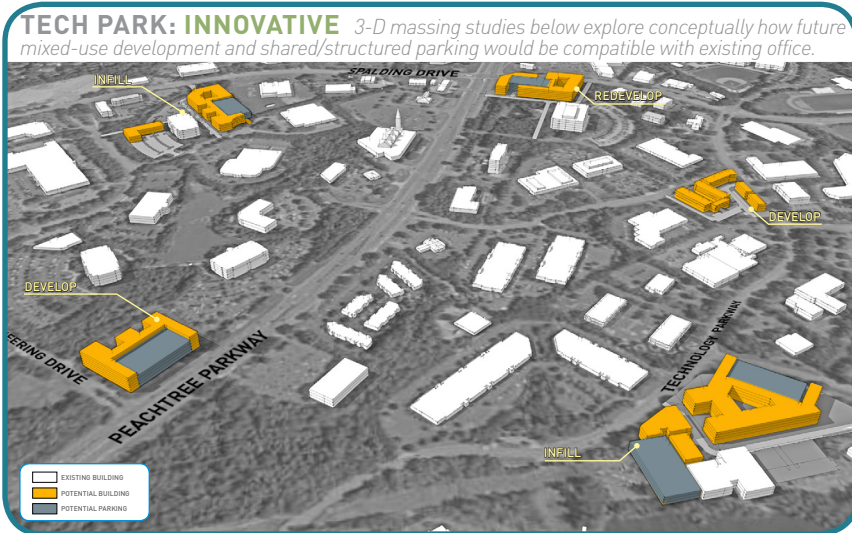 TECH PARK: INNOVATIVE 3-D massing studies below explore conceptually how future
mixed-use development and shared/structured parking would be compatible with existing office.
SPALDING DRIVE
INFILL
REDEVELOP
DEVELOP
DEVELOP
EERING DRIVE
PEACHTREE PARKWAY
TECHNOLOGY PARKWAY
INFILL
EXISTING BUILDING
POTENTIAL BUILDING
POTENTIAL PARKING